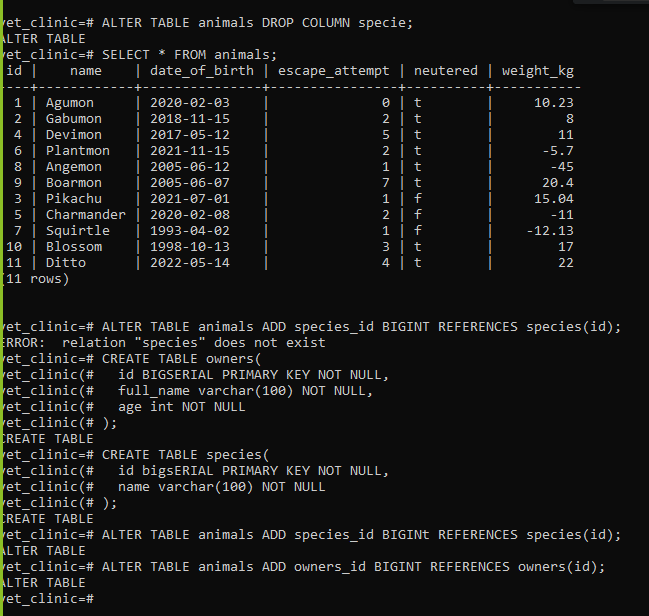 vet_clinic=# ALTER TABLE animals DROP COLUMN specie;
ALTER TABLE
vet_clinic=# SELECT * FROM animals;
id |    name    | date_of_birth | escape_attempt | neutered | weight_kg
----+------------+---------------+----------------+----------+-----------
  1 | Agumon     | 2020-02-03    |              0 | t        |     10.23
  2 | Gabumon    | 2018-11-15    |              2 | t        |         8
  4 | Devimon    | 2017-05-12    |              5 | t        |        11
  6 | Plantmon   | 2021-11-15    |              2 | t        |      -5.7
  8 | Angemon    | 2005-06-12    |              1 | t        |       -45
  9 | Boarmon    | 2005-06-07    |              7 | t        |      20.4
  3 | Pikachu    | 2021-07-01    |              1 | f        |     15.04
  5 | Charmander | 2020-02-08    |              2 | f        |       -11
  7 | Squirtle   | 1993-04-02    |              1 | f        |    -12.13
 10 | Blossom    | 1998-10-13    |              3 | t        |        17
 11 | Ditto      | 2022-05-14    |              4 | t        |        22
(11 rows)
vet_clinic=# ALTER TABLE animals ADD species_id BIGINT REFERENCES species(id);
ERROR:  relation "species" does not exist
vet_clinic=# CREATE TABLE owners(
vet_clinic(#   id BIGSERIAL PRIMARY KEY NOT NULL,
vet_clinic(#   full_name varchar(100) NOT NULL,
vet_clinic(#   age int NOT NULL
vet_clinic(# );
CREATE TABLE
vet_clinic=# CREATE TABLE species(
vet_clinic(#   id bigsERIAL PRIMARY KEY NOT NULL,
vet_clinic(#   name varchar(100) NOT NULL
vet_clinic(# );
CREATE TABLE
vet_clinic=# ALTER TABLE animals ADD species_id BIGINt REFERENCES species(id);
ALTER TABLE
vet_clinic=# ALTER TABLE animals ADD owners_id BIGINT REFERENCES owners(id);
ALTER TABLE
vet_clinic=#